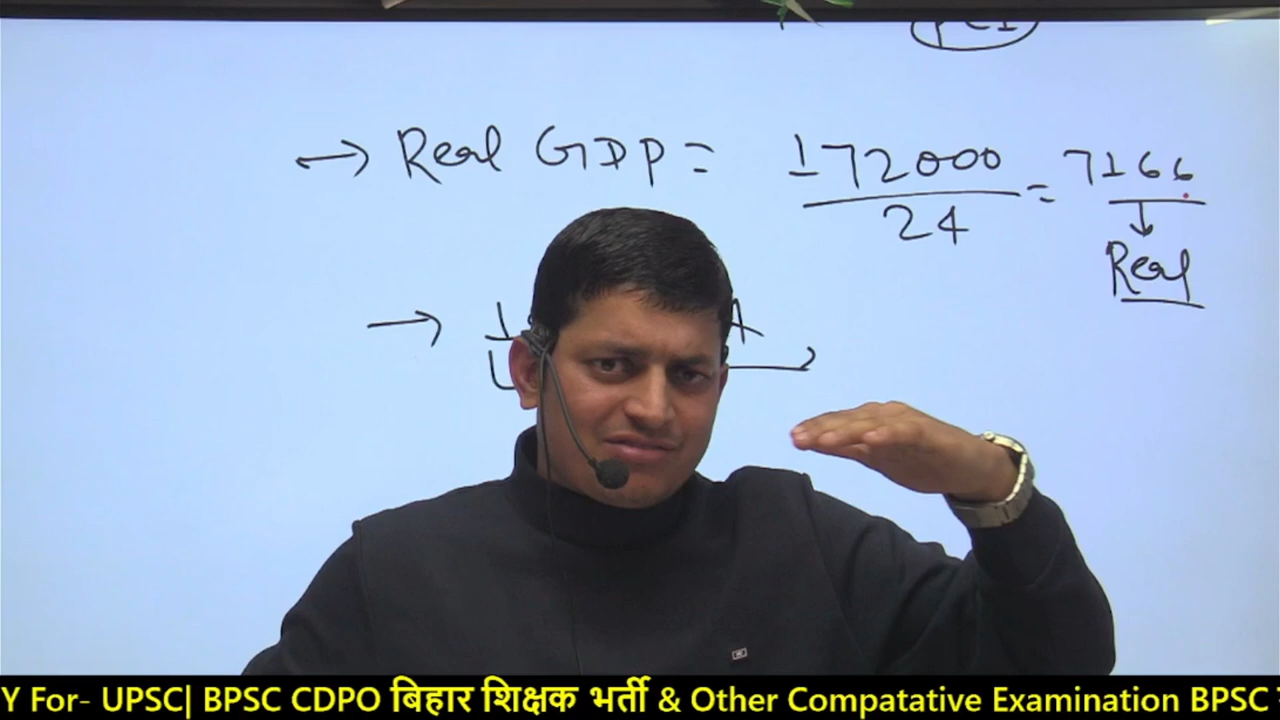 Real GDP = 172000/24 = 7166
Real
Y For- UPSC| BPSC CDPO बिहार शिक्षक भर्ती & Other Compatative Examination BPSC